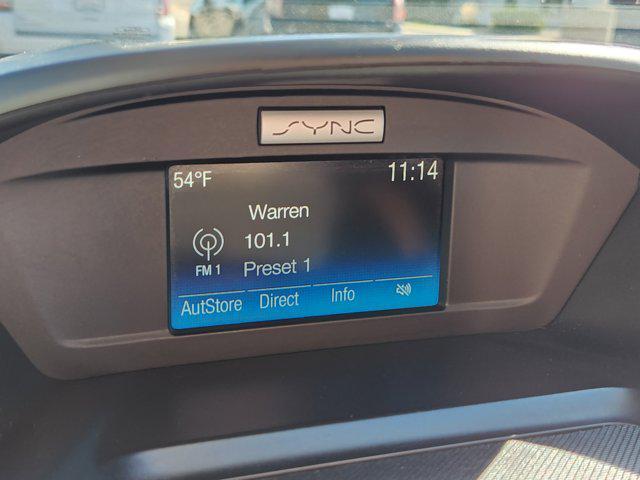 SYNC
54°F 11:14
Warren
101.1
FM 1 Preset 1
AutStore Direct Info